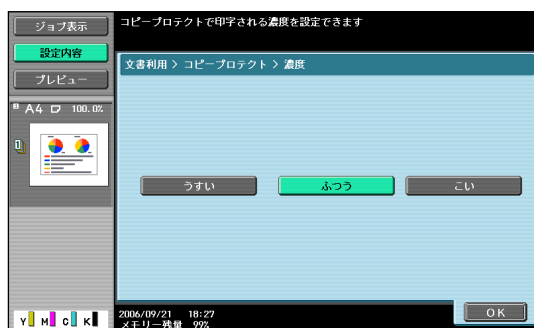 ジョブ表示
設定内容
プレビュー
A4 100.0%
1
コピープロテクトで印字される濃度を設定できます
文書利用 > コピープロテクト > 濃度
うすい
ふつう
こい
Y M C K
2006/09/21 18:27
メモリー残量 99%
OK